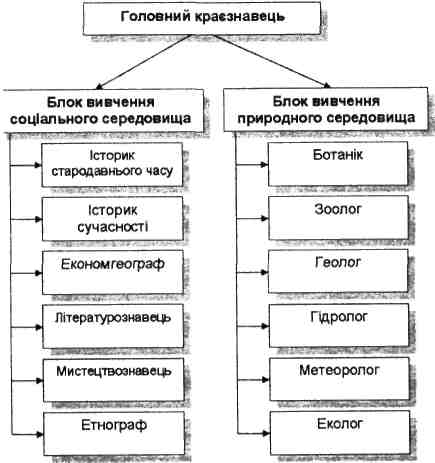 Головний краєзнавець
Блок вивчення
соціального середовища
Історик
стародавнього часу
Історик
сучасності
Економгеограф
Літературознавець
Мистецтвознавець
Етнограф
Блок вивчення
природного середовища
Ботанік
Зоолог
Геолог
Гідролог
Метеоролог
Еколог